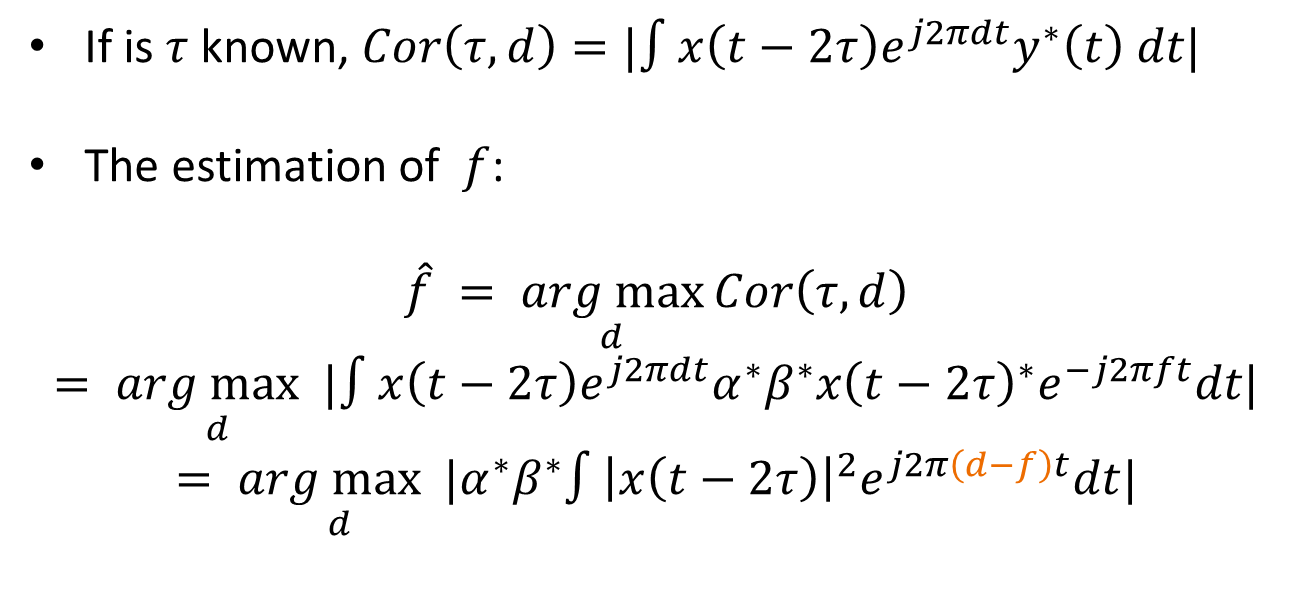 • If is τ known, Cor(τ, d) = |∫ x(t − 2τ)e^{j2πdt}y*(t) dt|
• The estimation of f:
f̂ = arg max_d Cor(τ, d)
= arg max_d |∫ x(t − 2τ)e^{j2πdt}α*β*x(t − 2τ)*e^{−j2πft}dt|
= arg max_d |α*β*∫ |x(t − 2τ)|²e^{j2π(d−f)t}dt|